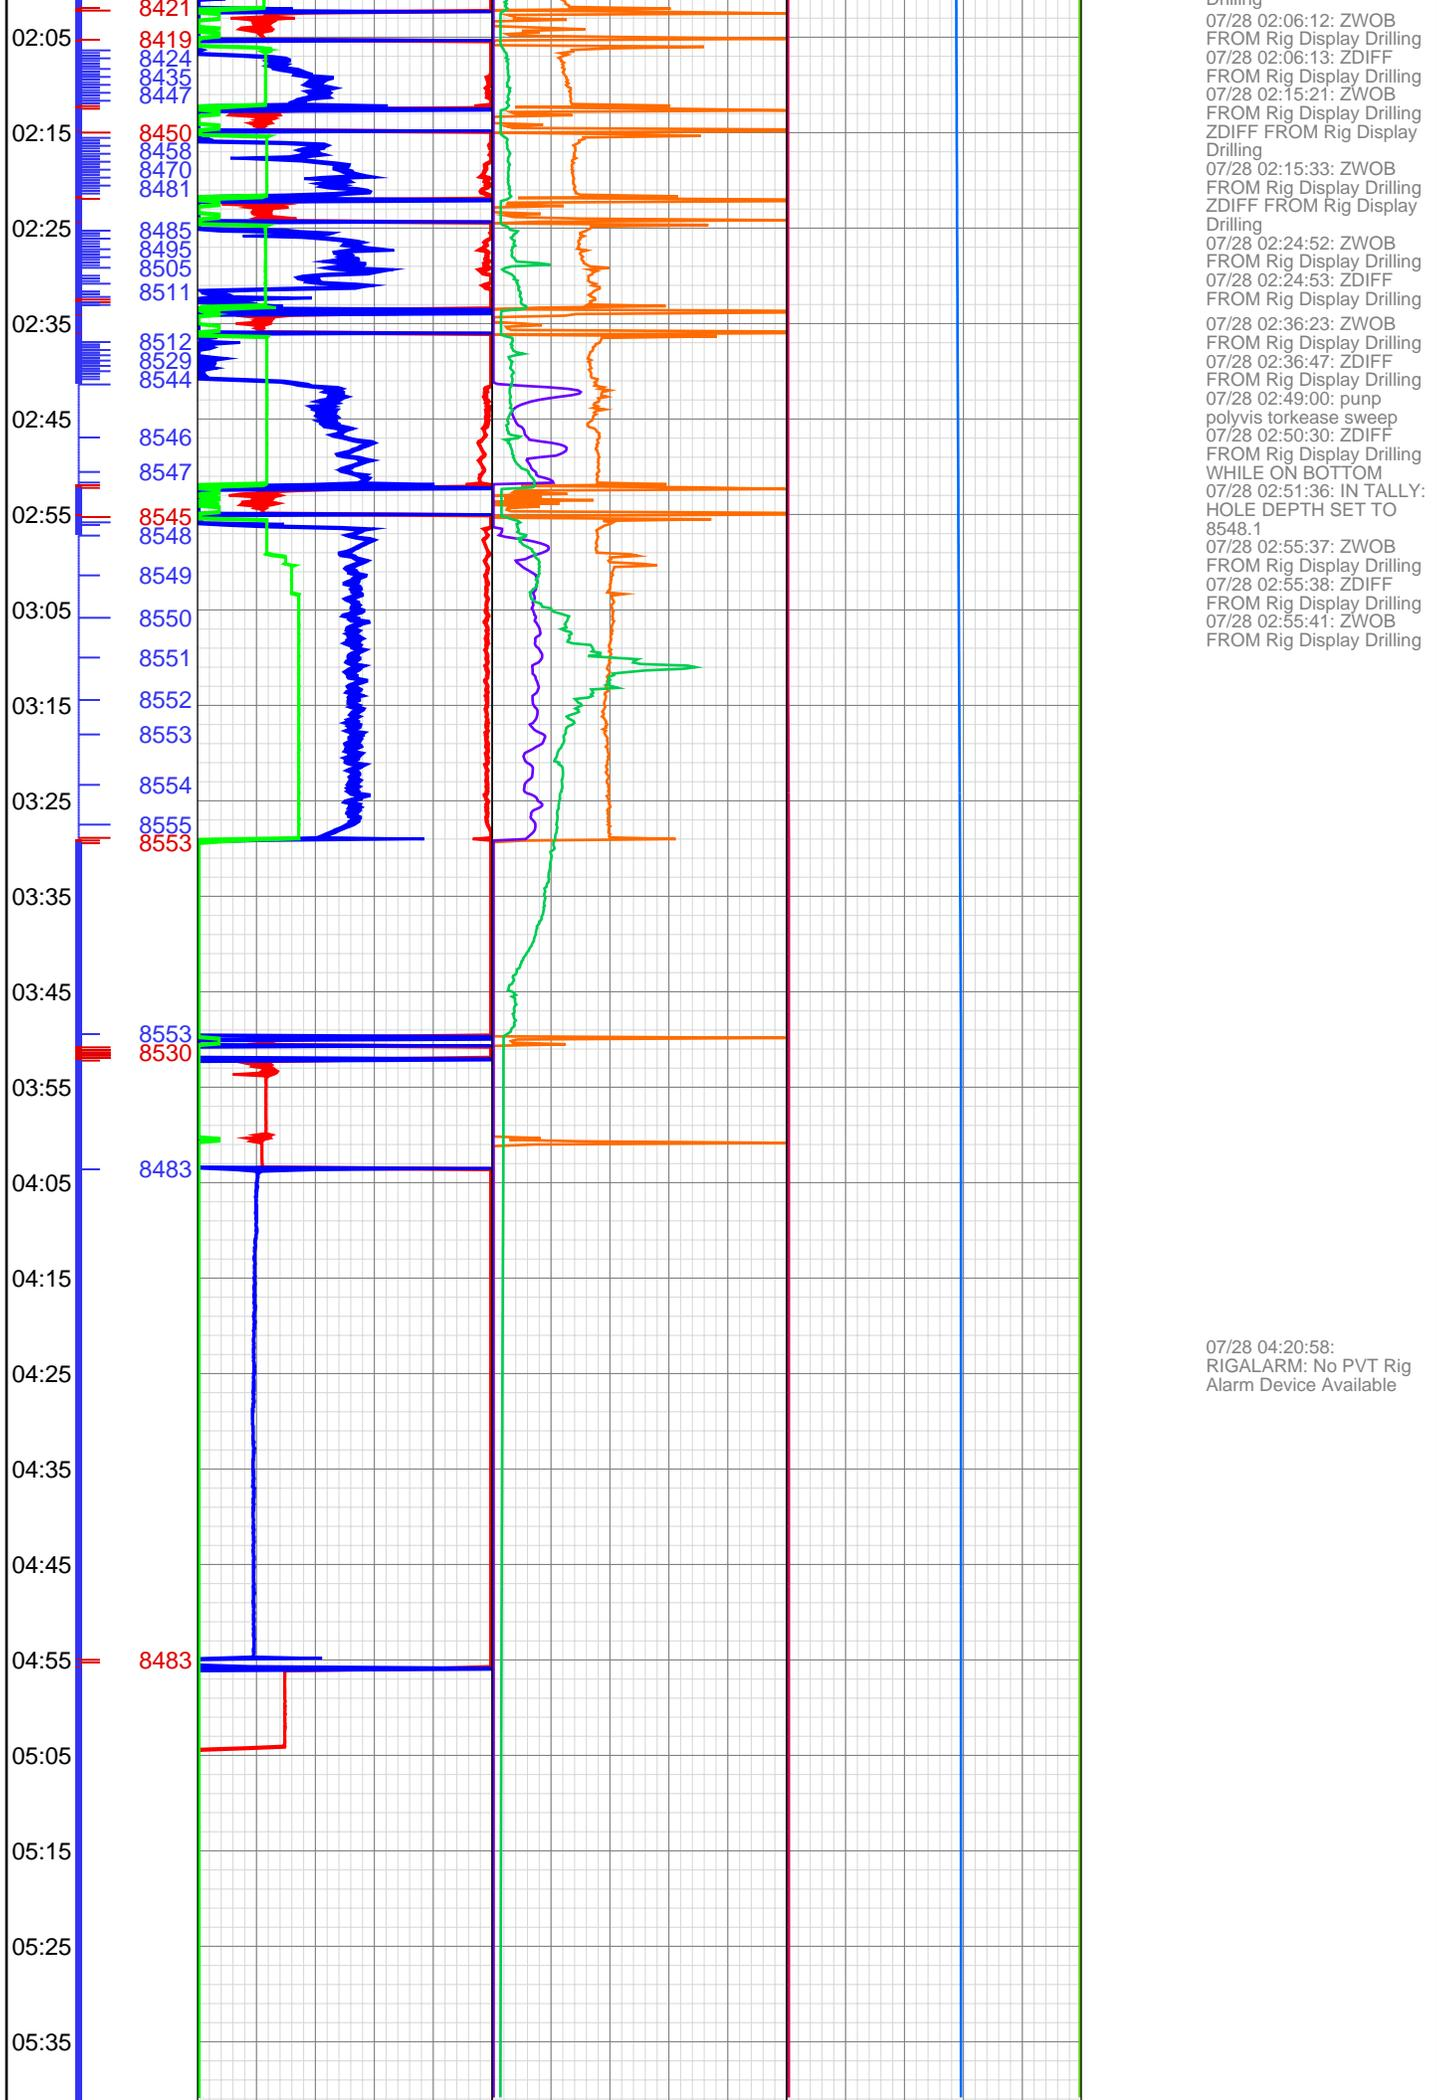 8421
02:05
8419
8424
8435
8447
02:15
8450
8458
8470
8481
02:25
8485
8495
8505
8511
02:35
8512
8529
8544
02:45
8546
8547
02:55
8545
8548
8549
03:05
8550
8551
03:15
8552
8553
8554
03:25
8555
8553
03:35
03:45
8553
8530
03:55
8483
04:05
04:15
04:25
04:35
04:45
04:55
8483
05:05
05:15
05:25
05:35
Drilling
07/28 02:06:12: ZWOB
FROM Rig Display Drilling
07/28 02:06:13: ZDIFF
FROM Rig Display Drilling
07/28 02:15:21: ZWOB
FROM Rig Display Drilling
ZDIFF FROM Rig Display
Drilling
07/28 02:15:33: ZWOB
FROM Rig Display Drilling
ZDIFF FROM Rig Display
Drilling
07/28 02:24:52: ZWOB
FROM Rig Display Drilling
07/28 02:24:53: ZDIFF
FROM Rig Display Drilling
07/28 02:36:23: ZWOB
FROM Rig Display Drilling
07/28 02:36:47: ZDIFF
FROM Rig Display Drilling
07/28 02:49:00: punp
polyvis torkease sweep
07/28 02:50:30: ZDIFF
FROM Rig Display Drilling
WHILE ON BOTTOM
07/28 02:51:36: IN TALLY:
HOLE DEPTH SET TO
8548.1
07/28 02:55:37: ZWOB
FROM Rig Display Drilling
07/28 02:55:38: ZDIFF
FROM Rig Display Drilling
07/28 02:55:41: ZWOB
FROM Rig Display Drilling
07/28 04:20:58:
RIGALARM: No PVT Rig
Alarm Device Available